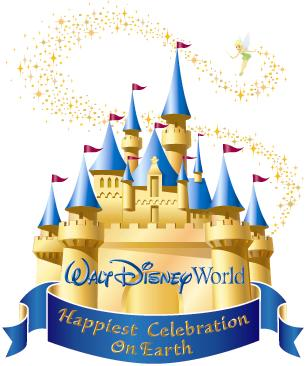 Walt Disney World
Happiest Celebration
On Earth